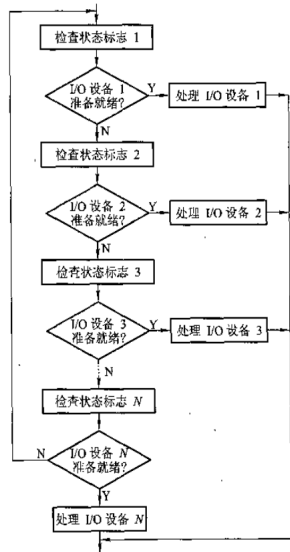 检查状态标志 1
I/O 设备 1
准备就绪?
Y
处理 I/O 设备 1
N
检查状态标志 2
I/O 设备 2
准备就绪?
Y
处理 I/O 设备 2
N
检查状态标志 3
I/O 设备 3
准备就绪?
Y
处理 I/O 设备 3
N
检查状态标志 N
N
I/O 设备 N
准备就绪?
Y
处理 I/O 设备 N